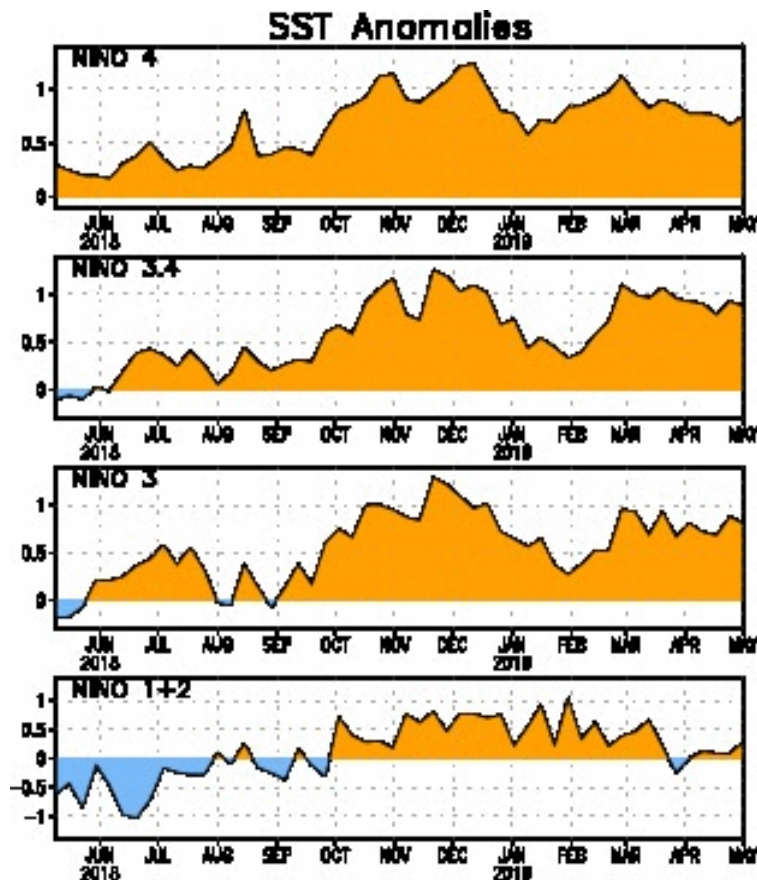 SST Anomalies
NINO 4
1
0.5
0
JUN JUL AUG SEP OCT NOV DEC JAN FEB MAR APR MAY
2018 2019
NINO 3.4
1
0.5
0
JUN JUL AUG SEP OCT NOV DEC JAN FEB MAR APR MAY
2018 2019
NINO 3
1
0.5
0
JUN JUL AUG SEP OCT NOV DEC JAN FEB MAR APR MAY
2018 2019
NINO 1+2
1
0.5
0
-0.5
-1
JUN JUL AUG SEP OCT NOV DEC JAN FEB MAR APR MAY
2018 2019